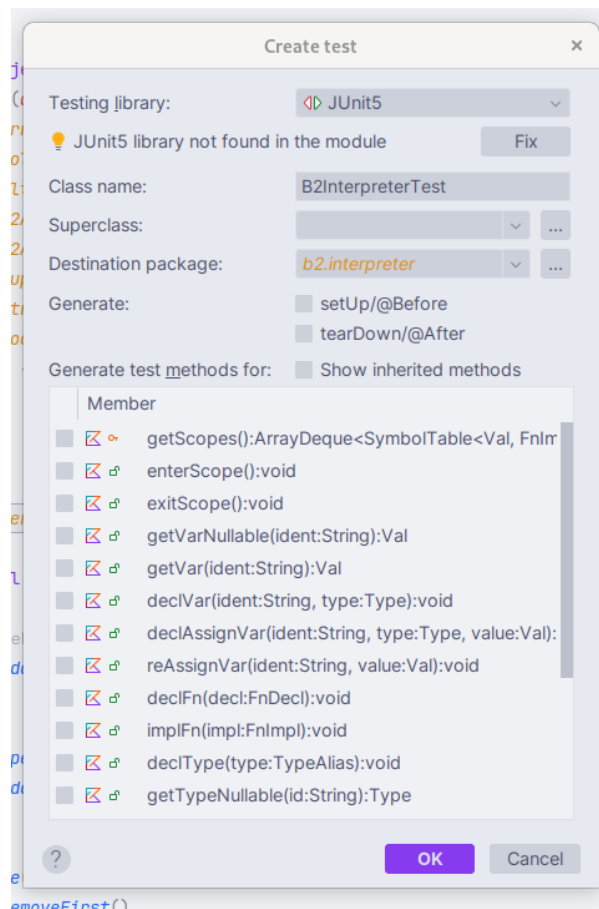 Create test
Testing library:
JUnit5
JUnit5 library not found in the module
Fix
Class name:
B2InterpreterTest
Superclass:
...
Destination package:
b2.interpreter
...
Generate:
setUp/@Before
tearDown/@After
Generate test methods for:
Show inherited methods
Member
getScopes():ArrayDeque<SymbolTable<Val, FnIm
enterScope():void
exitScope():void
getVarNullable(ident:String):Val
getVar(ident:String):Val
declVar(ident:String, type:Type):void
declAssignVar(ident:String, type:Type, value:Val):
reAssignVar(ident:String, value:Val):void
declFn(decl:FnDecl):void
implFn(impl:FnImpl):void
declType(type:TypeAlias):void
getTypeNullable(id:String):Type
?
OK
Cancel